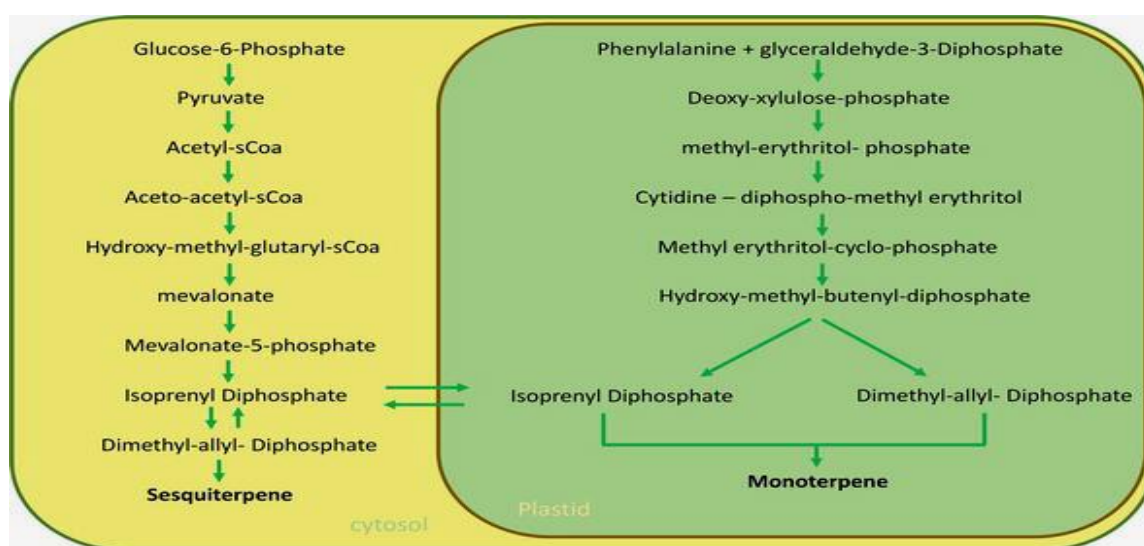 Glucose-6-Phosphate
Pyruvate
Acetyl-sCoa
Aceto-acetyl-sCoa
Hydroxy-methyl-glutaryl-sCoa
mevalonate
Mevalonate-5-phosphate
Isoprenyl Diphosphate
Dimethyl-allyl- Diphosphate
Sesquiterpene
cytosol
Phenylalanine + glyceraldehyde-3-Diphosphate
Deoxy-xylulose-phosphate
methyl-erythritol- phosphate
Cytidine – diphospho-methyl erythritol
Methyl erythritol-cyclo-phosphate
Hydroxy-methyl-butenyl-diphosphate
Isoprenyl Diphosphate
Dimethyl-allyl- Diphosphate
Monoterpene
Plastid